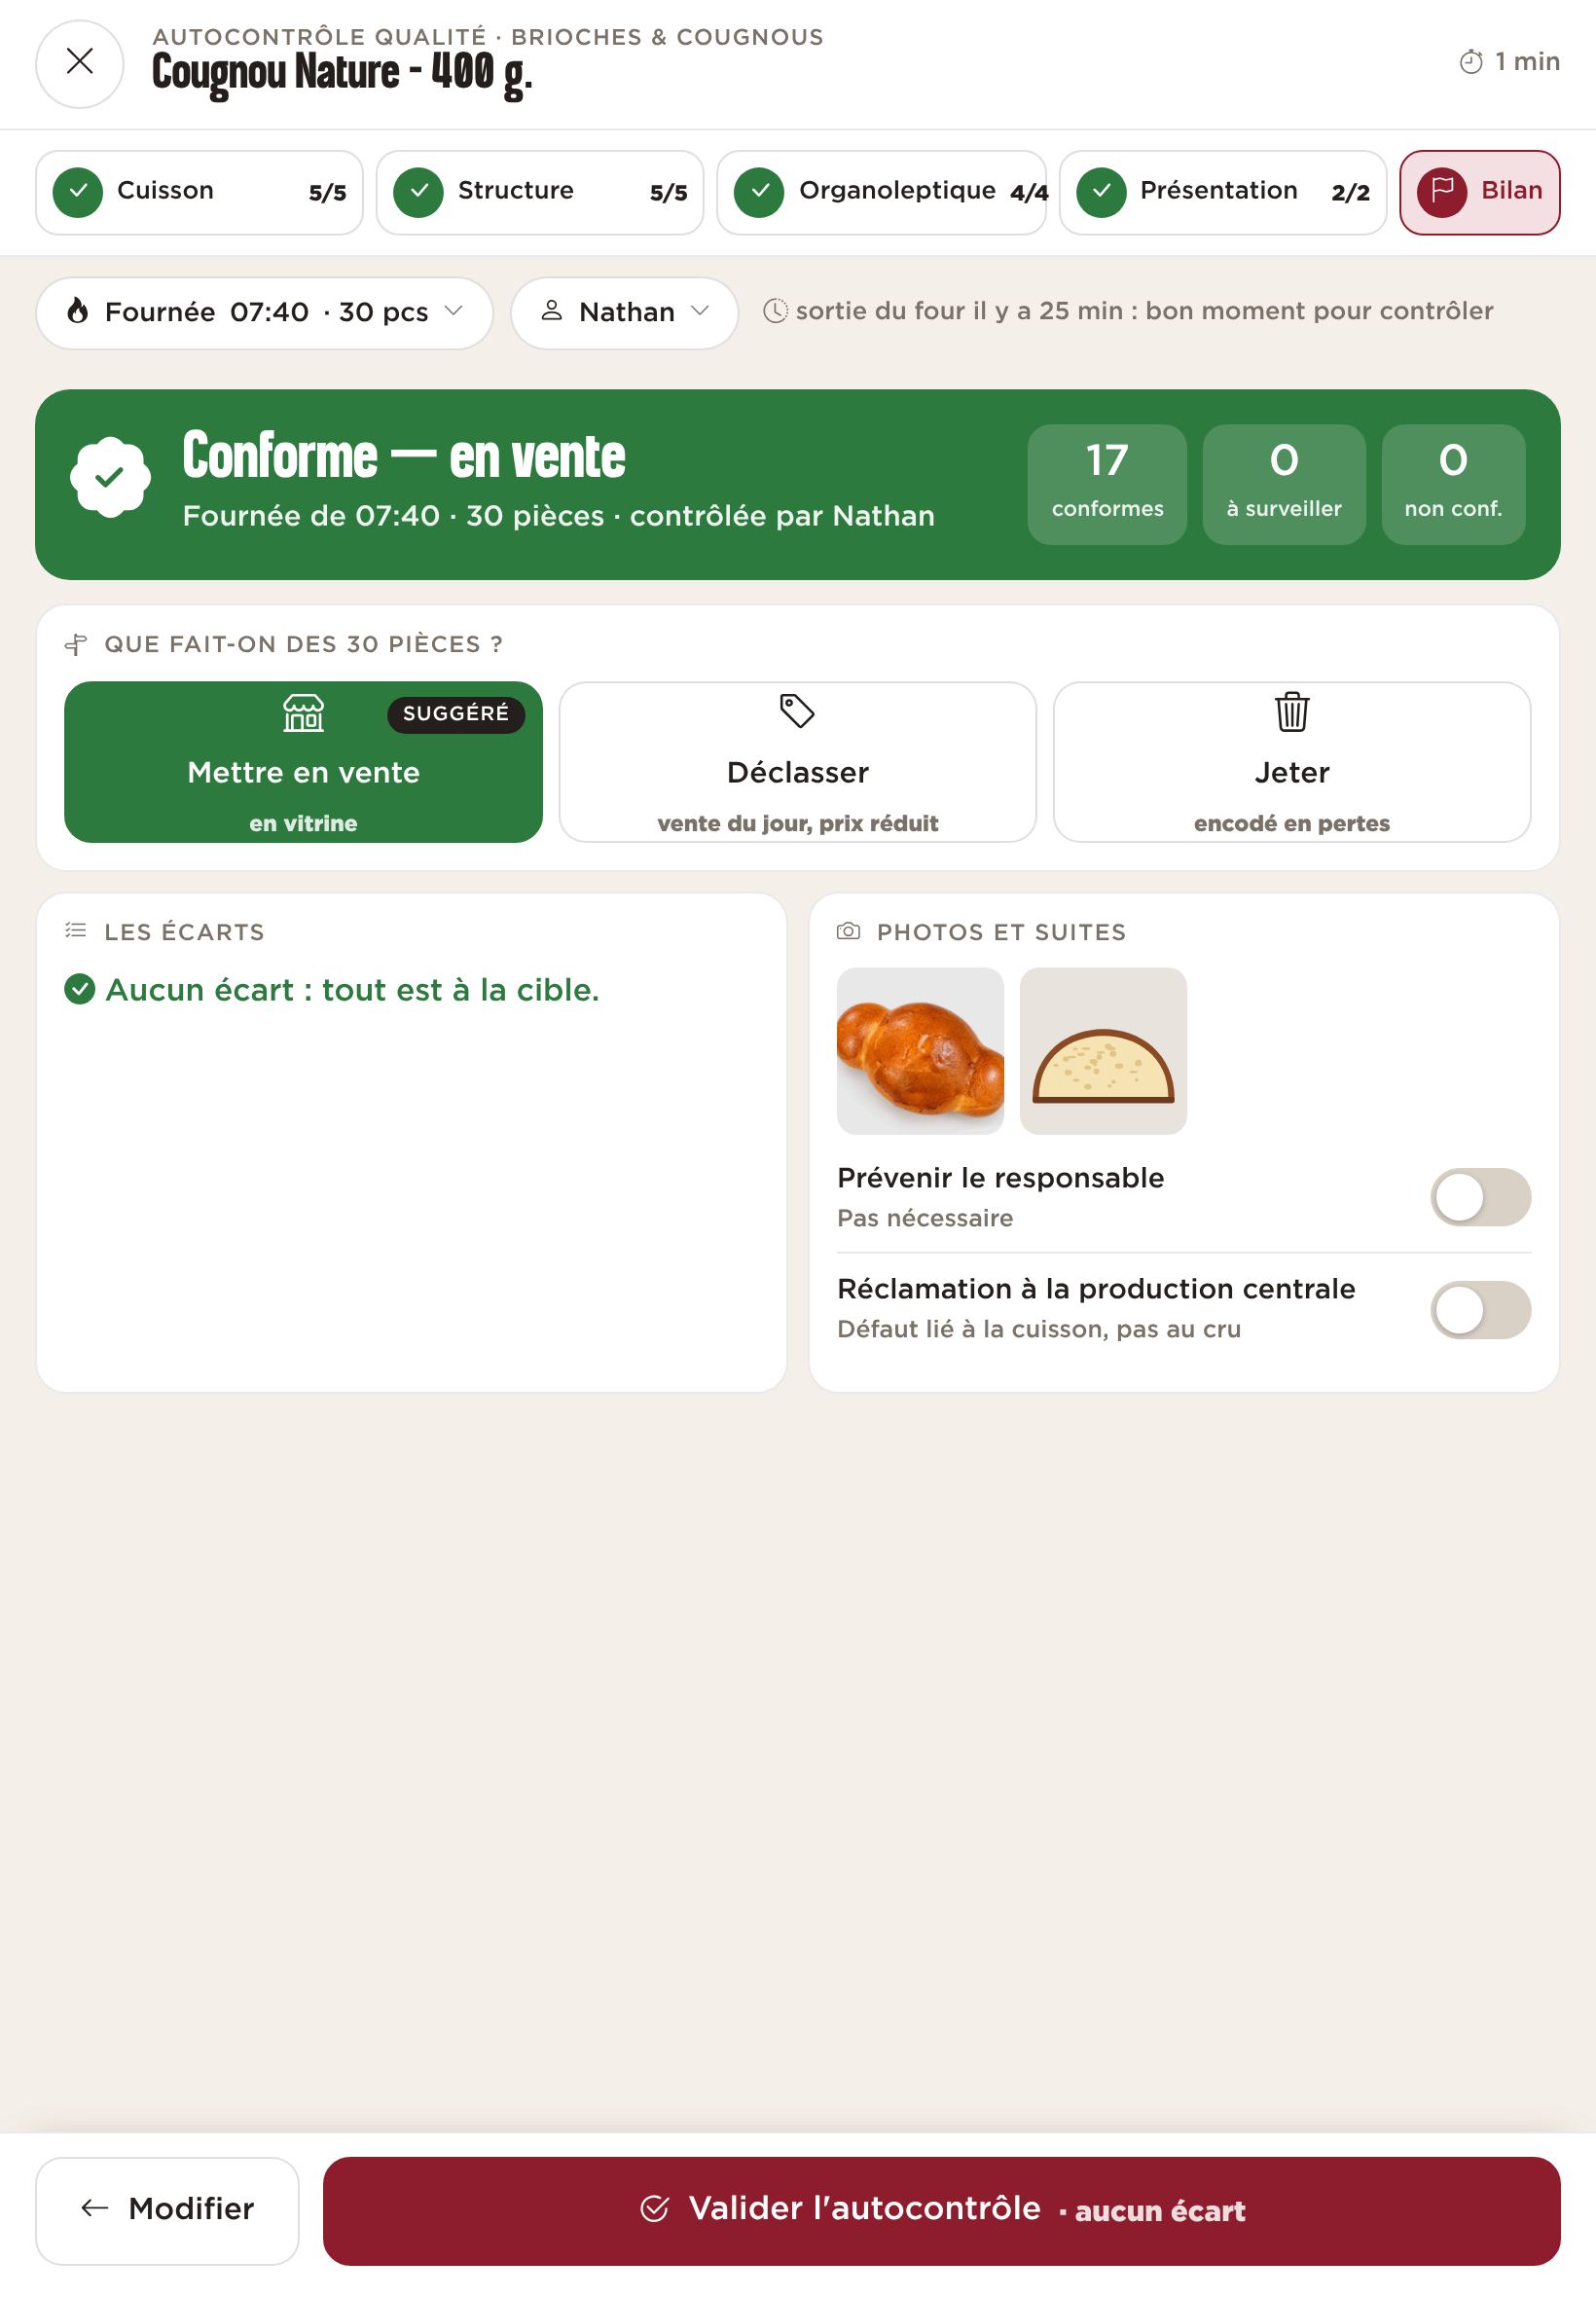 AUTOCONTRÔLE QUALITÉ · BRIOCHES & COUGNOUS
Cougnou Nature - 400 g.
1 min
Cuisson 5/5
Structure 5/5
Organoleptique 4/4
Présentation 2/2
Bilan
Fournée 07:40 · 30 pcs
Nathan
sortie du four il y a 25 min : bon moment pour contrôler
Conforme — en vente
Fournée de 07:40 · 30 pièces · contrôlée par Nathan
17
conformes
0
à surveiller
0
non conf.
QUE FAIT-ON DES 30 PIÈCES ?
SUGGÉRÉ
Mettre en vente
en vitrine
Déclasser
vente du jour, prix réduit
Jeter
encodé en pertes
LES ÉCARTS
Aucun écart : tout est à la cible.
PHOTOS ET SUITES
Prévenir le responsable
Pas nécessaire
Réclamation à la production centrale
Défaut lié à la cuisson, pas au cru
Modifier
Valider l'autocontrôle · aucun écart